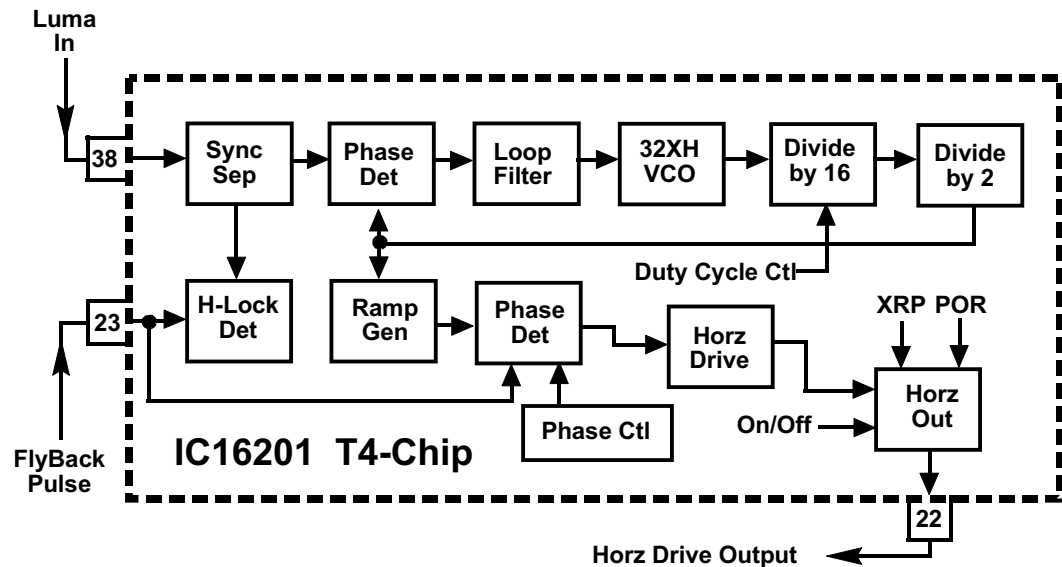 Luma
In
38
Sync
Sep
Phase
Det
Loop
Filter
32XH
VCO
Divide
by 16
Divide
by 2
Duty Cycle Ctl
23
H-Lock
Det
Ramp
Gen
Phase
Det
Horz
Drive
XRP POR
Horz
Out
On/Off
Phase Ctl
IC16201 T4-Chip
FlyBack
Pulse
22
Horz Drive Output